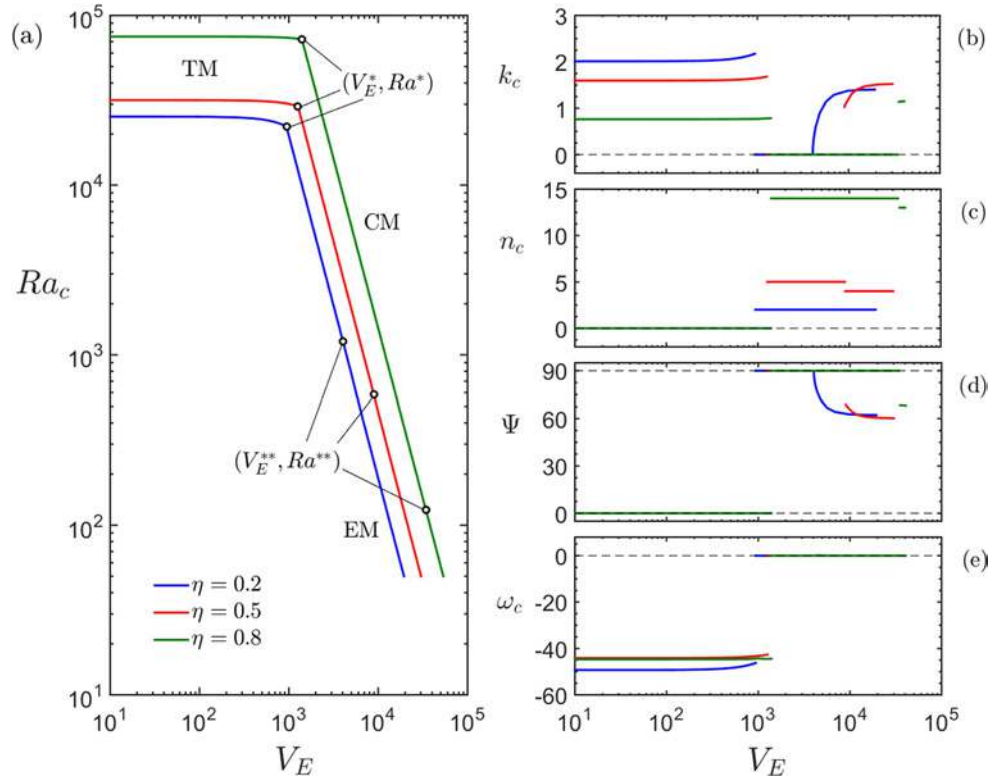 (a)
10^5
10^4
10^3
10^2
10^1
Ra_c
TM
(V_E^*, Ra^*)
CM
(V_E^{**}, Ra^{**})
EM
η = 0.2
η = 0.5
η = 0.8
10^1 10^2 10^3 10^4 10^5
V_E
(b)
k_c
3
2
1
0
(c)
n_c
15
10
5
0
(d)
Ψ
90
60
30
0
(e)
ω_c
0
-20
-40
-60
10^1 10^2 10^3 10^4 10^5
V_E